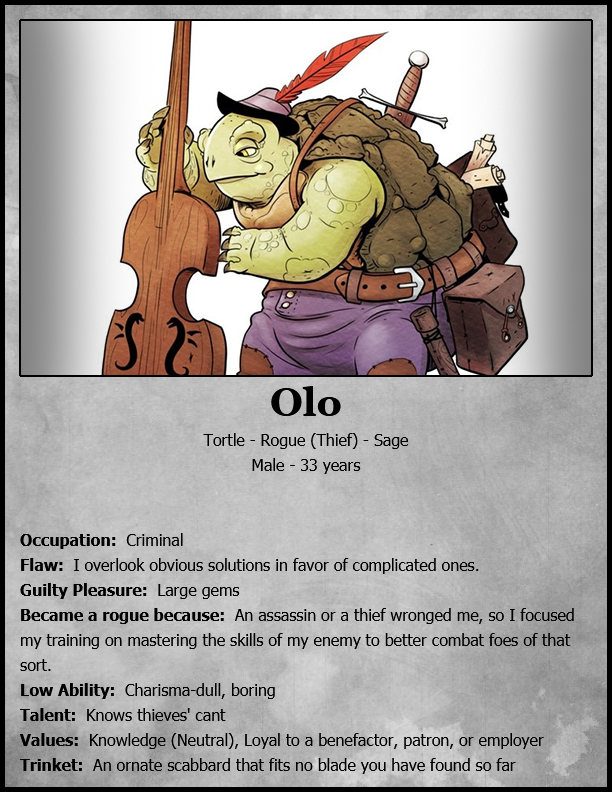 Olo
Tortle - Rogue (Thief) - Sage
Male - 33 years
Occupation: Criminal
Flaw: I overlook obvious solutions in favor of complicated ones.
Guilty Pleasure: Large gems
Became a rogue because: An assassin or a thief wronged me, so I focused
my training on mastering the skills of my enemy to better combat foes of that
sort.
Low Ability: Charisma-dull, boring
Talent: Knows thieves' cant
Values: Knowledge (Neutral), Loyal to a benefactor, patron, or employer
Trinket: An ornate scabbard that fits no blade you have found so far